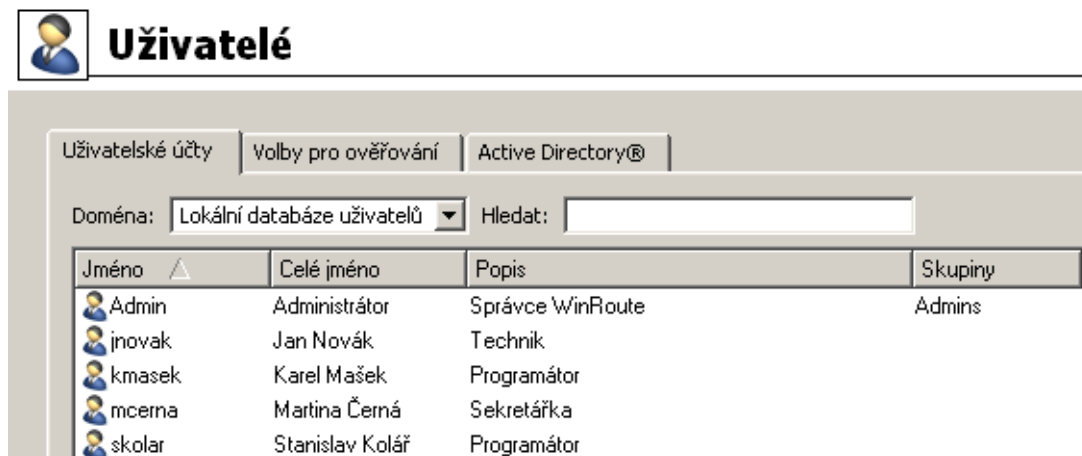 Uživatelé
Uživatelské účty Volby pro ověřování Active Directory®
Doména: Lokální databáze uživatelů Hledat:
Jméno Celé jméno Popis Skupiny
Admin Administrátor Správce WinRoute Admins
jnovak Jan Novák Technik
kmasek Karel Mašek Programátor
mcerna Martina Černá Sekretářka
skolar Stanislav Kolář Programátor